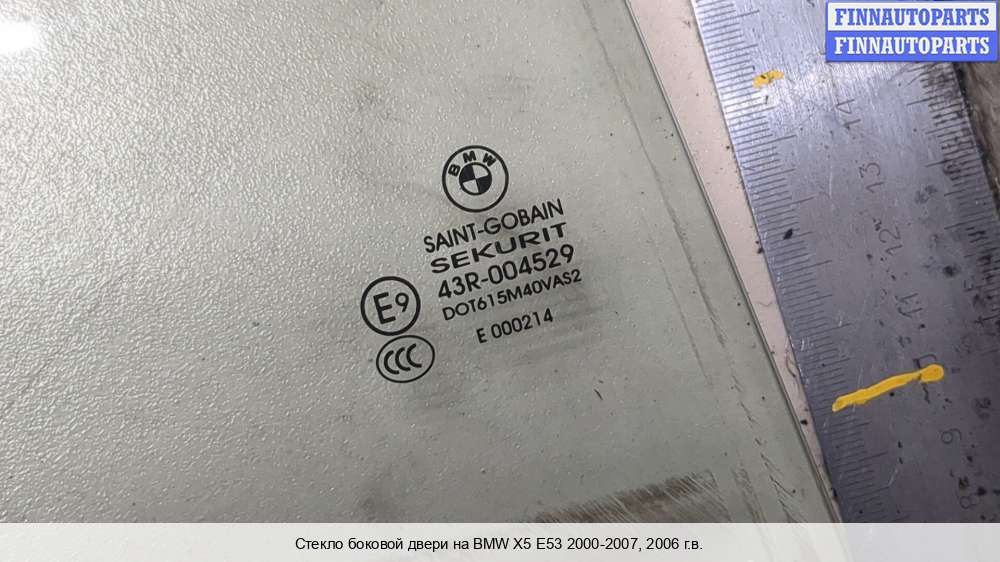 FINNAUTOPARTS
FINNAUTOPARTS
BMW
SAINT-GOBAIN
SEKURIT
43R-004529
DOT615M40VAS2
E9
E 000214
CCC
14
13
12
11
9
8
Стекло боковой двери на BMW X5 E53 2000-2007, 2006 г.в.